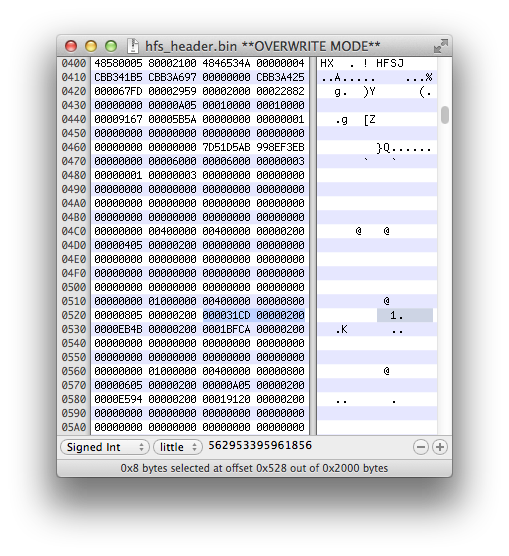 hfs_header.bin **OVERWRITE MODE**
0400 48580005 80002100 4846534A 00000004 HX . ! HFSJ
0410 CBB341B5 CBB3A697 00000000 CBB3A425 ..A..... ...%
0420 000067FD 00002959 00002000 00022882 g. )Y (.
0430 00000000 00000A05 00010000 00010000
0440 00009167 00005B5A 00000000 00000001 .g [Z
0450 00000000 00000000 00000000 00000000
0460 00000000 00000000 7D51D5AB 998EF3EB }Q......
0470 00000000 00006000 00006000 00000003 ` `
0480 00000001 00000003 00000000 00000000
0490 00000000 00000000 00000000 00000000
04A0 00000000 00000000 00000000 00000000
04B0 00000000 00000000 00000000 00000000
04C0 00000000 00400000 00400000 00000200 @ @
04D0 00000405 00000200 00000000 00000000
04E0 00000000 00000000 00000000 00000000
04F0 00000000 00000000 00000000 00000000
0500 00000000 00000000 00000000 00000000
0510 00000000 01000000 00400000 00000800 @
0520 00000805 00000200 000031CD 00000200 1.
0530 0000EB4B 00000200 0001BFCA 00000200 .K ..
0540 00000000 00000000 00000000 00000000
0550 00000000 00000000 00000000 00000000
0560 00000000 01000000 00400000 00000800 @
0570 00000605 00000200 00000A05 00000200
0580 0000E594 00000200 00019120 00000200 .. .
0590 00000000 00000000 00000000 00000000
05A0 00000000 00000000 00000000 00000000
Signed Int little 562953395961856
0x8 bytes selected at offset 0x528 out of 0x2000 bytes